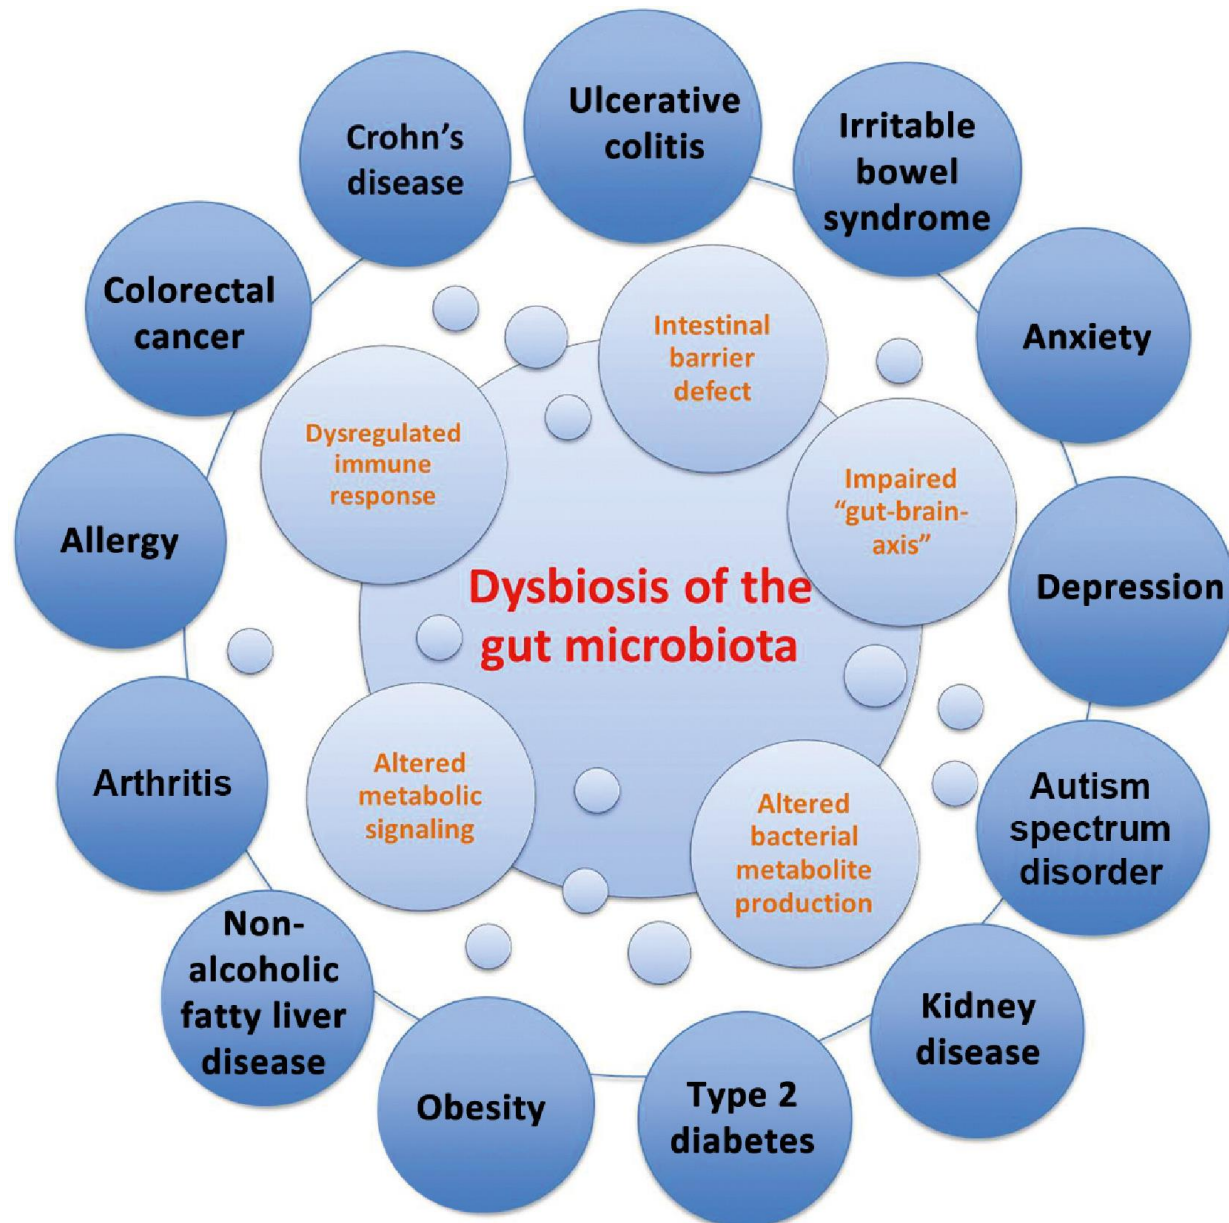 Ulcerative
colitis
Irritable
bowel
syndrome
Crohn's
disease
Anxiety
Colorectal
cancer
Intestinal
barrier
defect
Dysregulated
immune
response
Impaired
“gut-brain-
axis”
Allergy
Depression
Dysbiosis of the
gut microbiota
Arthritis
Altered
metabolic
signaling
Altered
bacterial
metabolite
production
Autism
spectrum
disorder
Non-
alcoholic
fatty liver
disease
Kidney
disease
Obesity
Type 2
diabetes